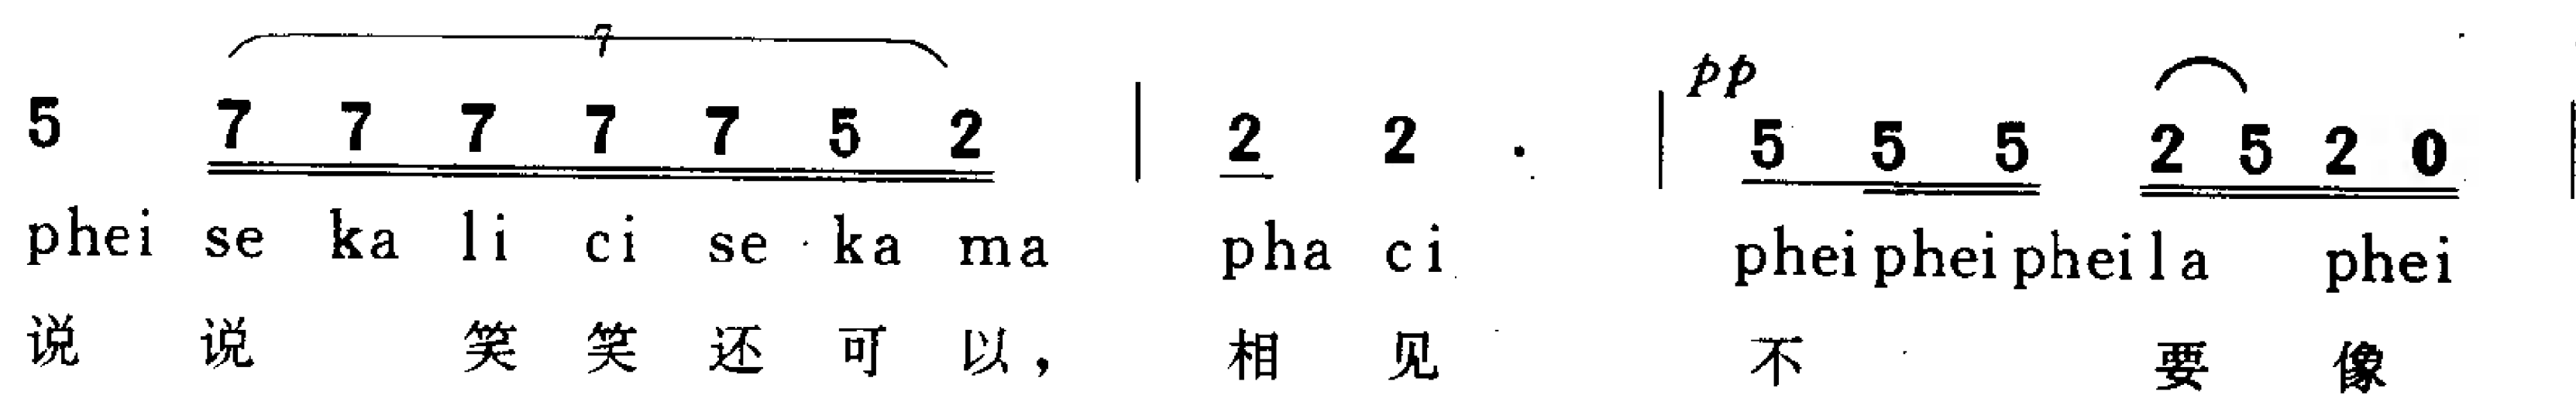 7
pp
5 7 7 7 7 7 5 2 | 2 2 · | 5 5 5 2 5 2 0 |
phei se ka li ci se ka ma pha ci phei phei phei la phei
说 说 笑 笑 还 可 以， 相 见 不 要 像